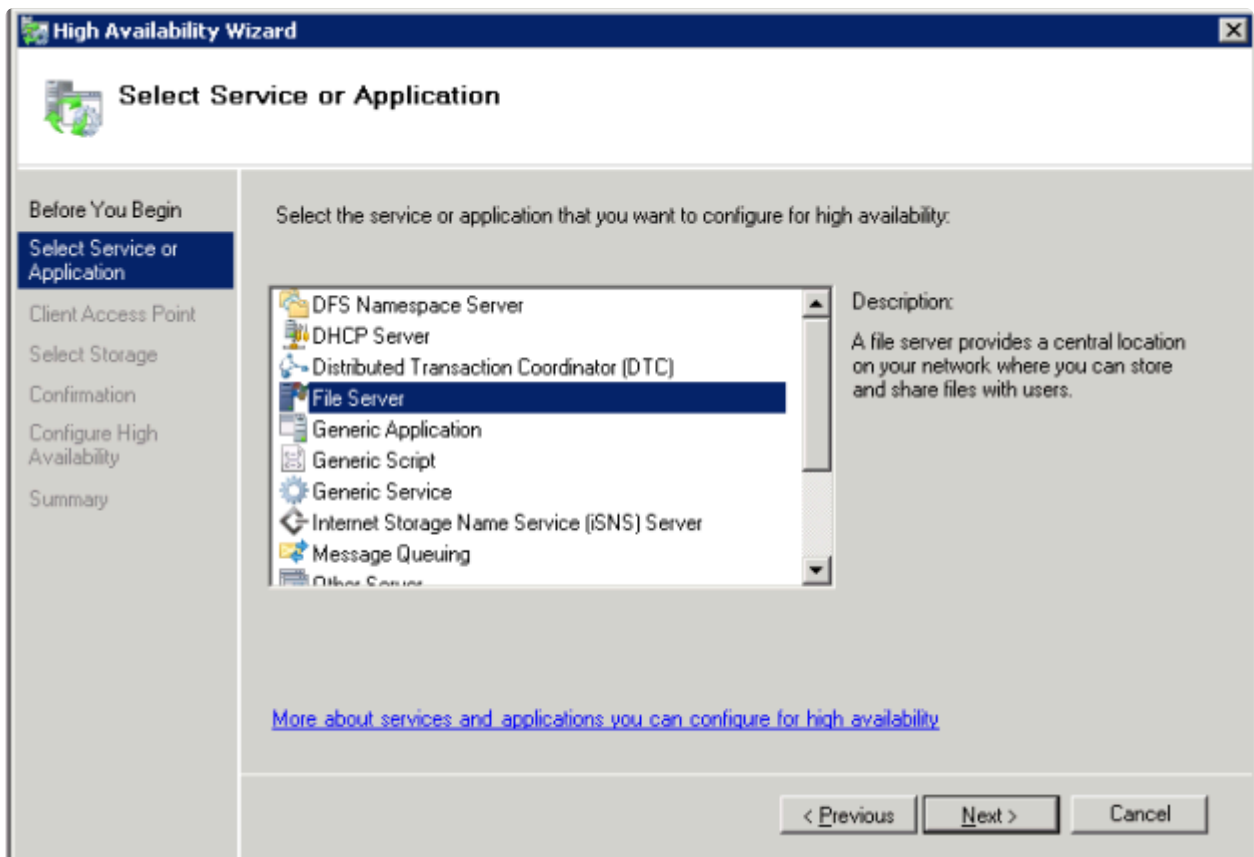 High Availability Wizard
Select Service or Application
Before You Begin
Select Service or
Application
Client Access Point
Select Storage
Confirmation
Configure High
Availability
Summary
Select the service or application that you want to configure for high availability:
DFS Namespace Server
DHCP Server
Distributed Transaction Coordinator (DTC)
File Server
Generic Application
Generic Script
Generic Service
Internet Storage Name Service (iSNS) Server
Message Queuing
Other Server
Description:
A file server provides a central location
on your network where you can store
and share files with users.
More about services and applications you can configure for high availability
< Previous
Next >
Cancel